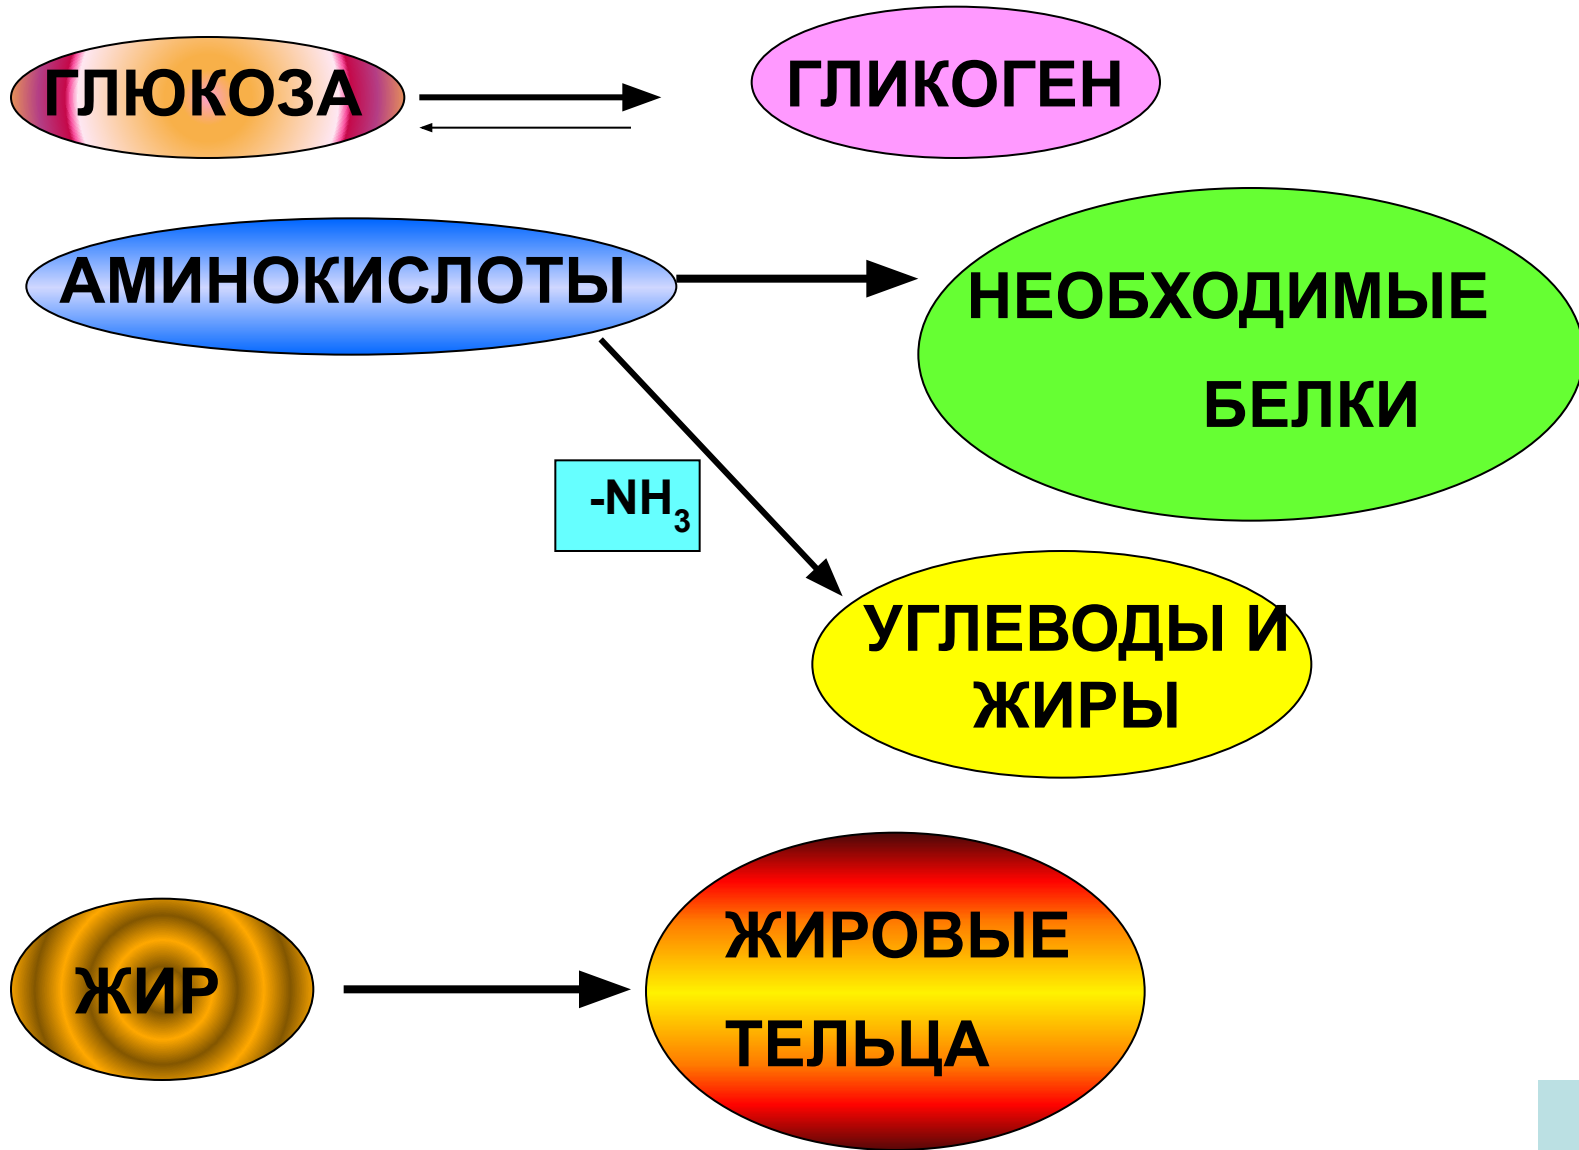 ГЛЮКОЗА
ГЛИКОГЕН
АМИНОКИСЛОТЫ
НЕОБХОДИМЫЕ
БЕЛКИ
-NH₃
УГЛЕВОДЫ И
ЖИРЫ
ЖИР
ЖИРОВЫЕ
ТЕЛЬЦА